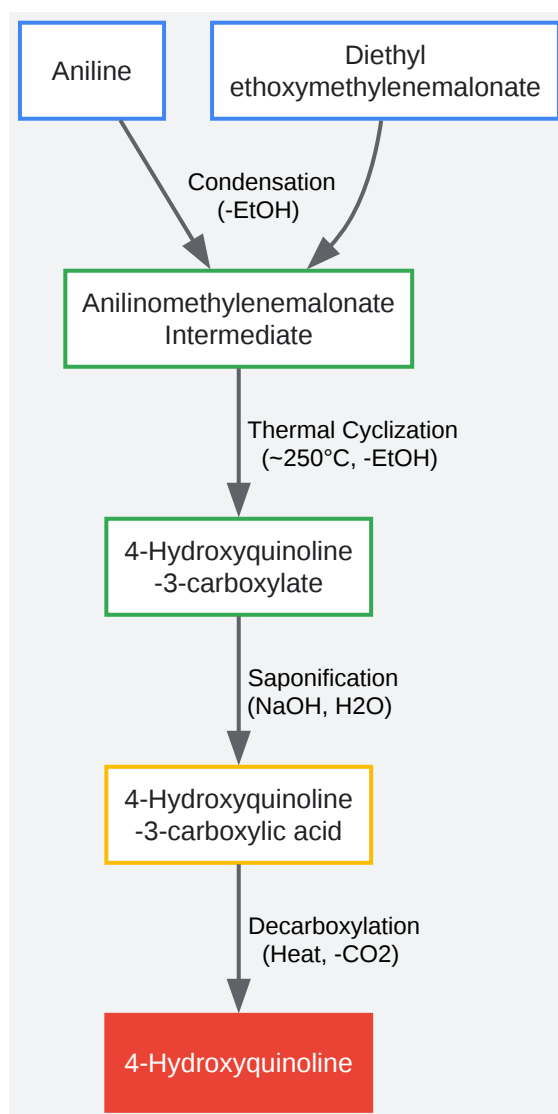 Aniline
Diethyl
ethoxymethylenemalonate
Condensation
(-EtOH)
Anilinomethylenemalonate
Intermediate
Thermal Cyclization
(~250°C, -EtOH)
4-Hydroxyquinoline
-3-carboxylate
Saponification
(NaOH, H2O)
4-Hydroxyquinoline
-3-carboxylic acid
Decarboxylation
(Heat, -CO2)
4-Hydroxyquinoline